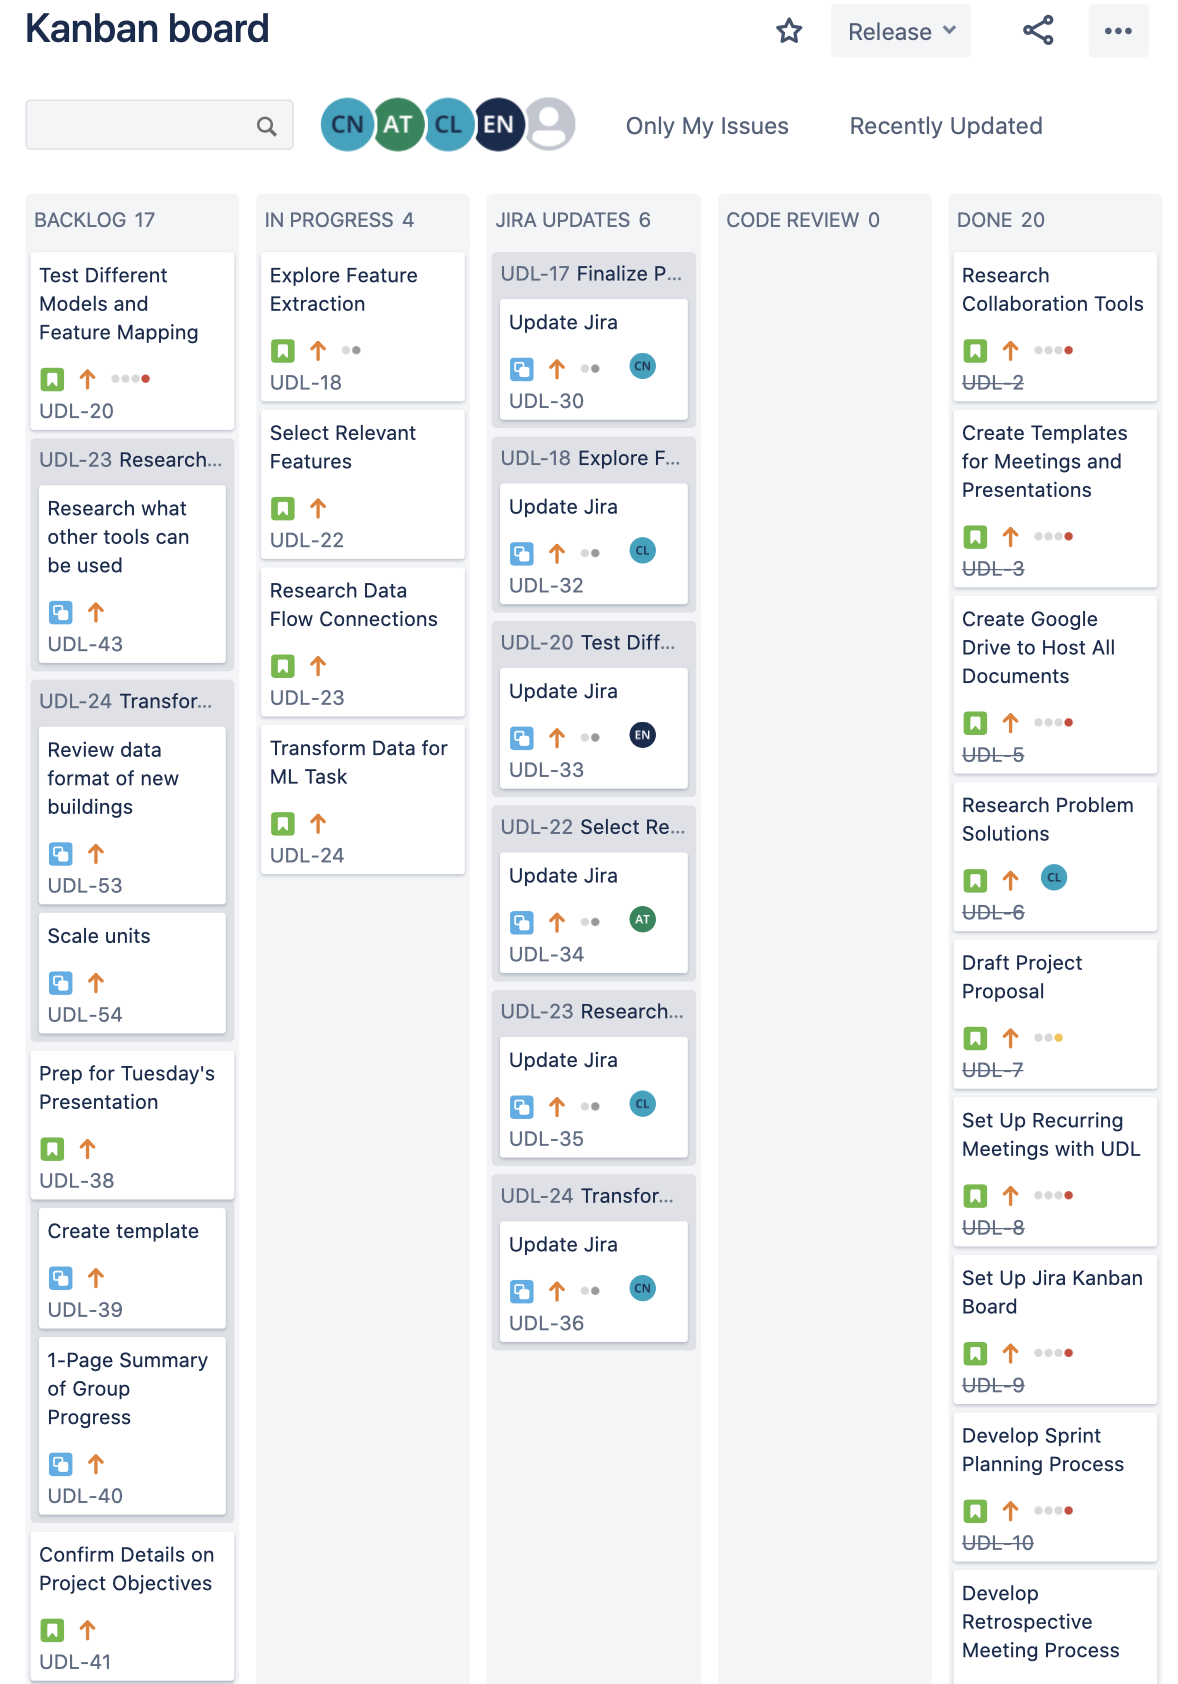 Kanban board
Release
CN AT CL EN
Only My Issues
Recently Updated
BACKLOG 17
Test Different
Models and
Feature Mapping
UDL-20
UDL-23 Research...
Research what
other tools can
be used
UDL-43
UDL-24 Transfor...
Review data
format of new
buildings
UDL-53
Scale units
UDL-54
Prep for Tuesday's
Presentation
UDL-38
Create template
UDL-39
1-Page Summary
of Group
Progress
UDL-40
Confirm Details on
Project Objectives
UDL-41
IN PROGRESS 4
Explore Feature
Extraction
UDL-18
Select Relevant
Features
UDL-22
Research Data
Flow Connections
UDL-23
Transform Data for
ML Task
UDL-24
JIRA UPDATES 6
UDL-17 Finalize P...
Update Jira
CN
UDL-30
UDL-18 Explore F...
Update Jira
CL
UDL-32
UDL-20 Test Diff...
Update Jira
EN
UDL-33
UDL-22 Select Re...
Update Jira
AT
UDL-34
UDL-23 Research...
Update Jira
CL
UDL-35
UDL-24 Transfor...
Update Jira
CN
UDL-36
CODE REVIEW 0
DONE 20
Research
Collaboration Tools
UDL-2
Create Templates
for Meetings and
Presentations
UDL-3
Create Google
Drive to Host All
Documents
UDL-5
Research Problem
Solutions
CL
UDL-6
Draft Project
Proposal
UDL-7
Set Up Recurring
Meetings with UDL
UDL-8
Set Up Jira Kanban
Board
UDL-9
Develop Sprint
Planning Process
UDL-10
Develop
Retrospective
Meeting Process